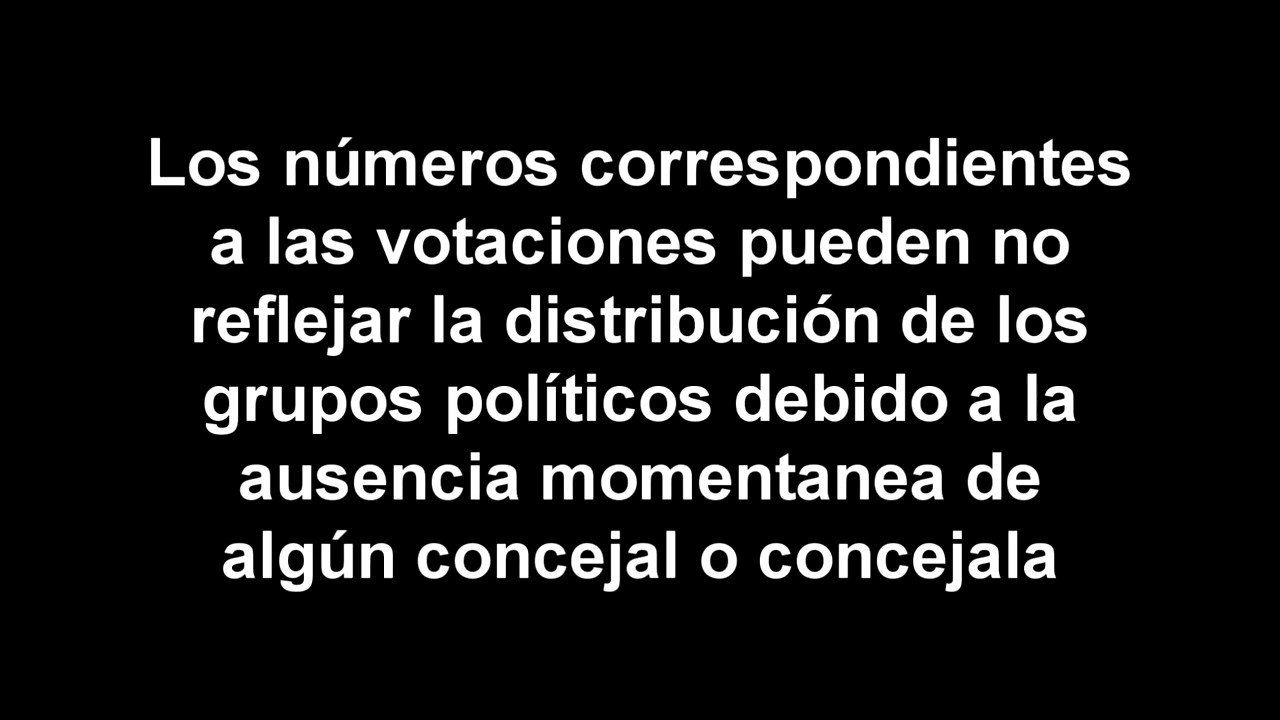 Los números correspondientes
a las votaciones pueden no
reflejar la distribución de los
grupos políticos debido a la
ausencia momentanea de
algún concejal o concejala